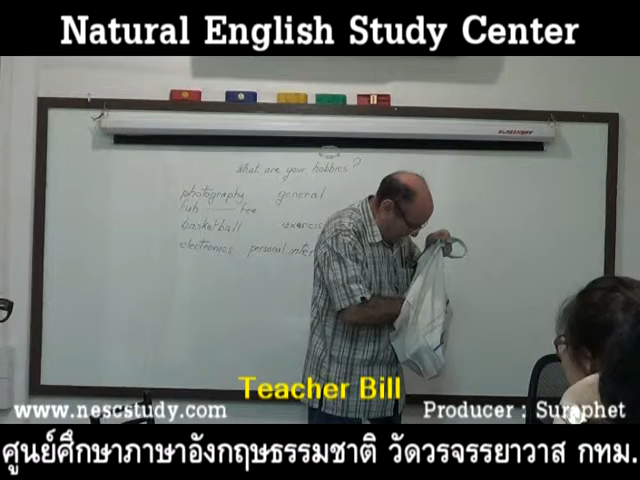 Natural English Study Center
What are your hobbies?
photography general
fuh fee
basketball exercis
electronics personal inter
Teacher Bill
www.nescstudy.com Producer : Suraphet
ศูนย์ศึกษาภาษาอังกฤษธรรมชาติ วัดวรจรรยาวาส กทม.